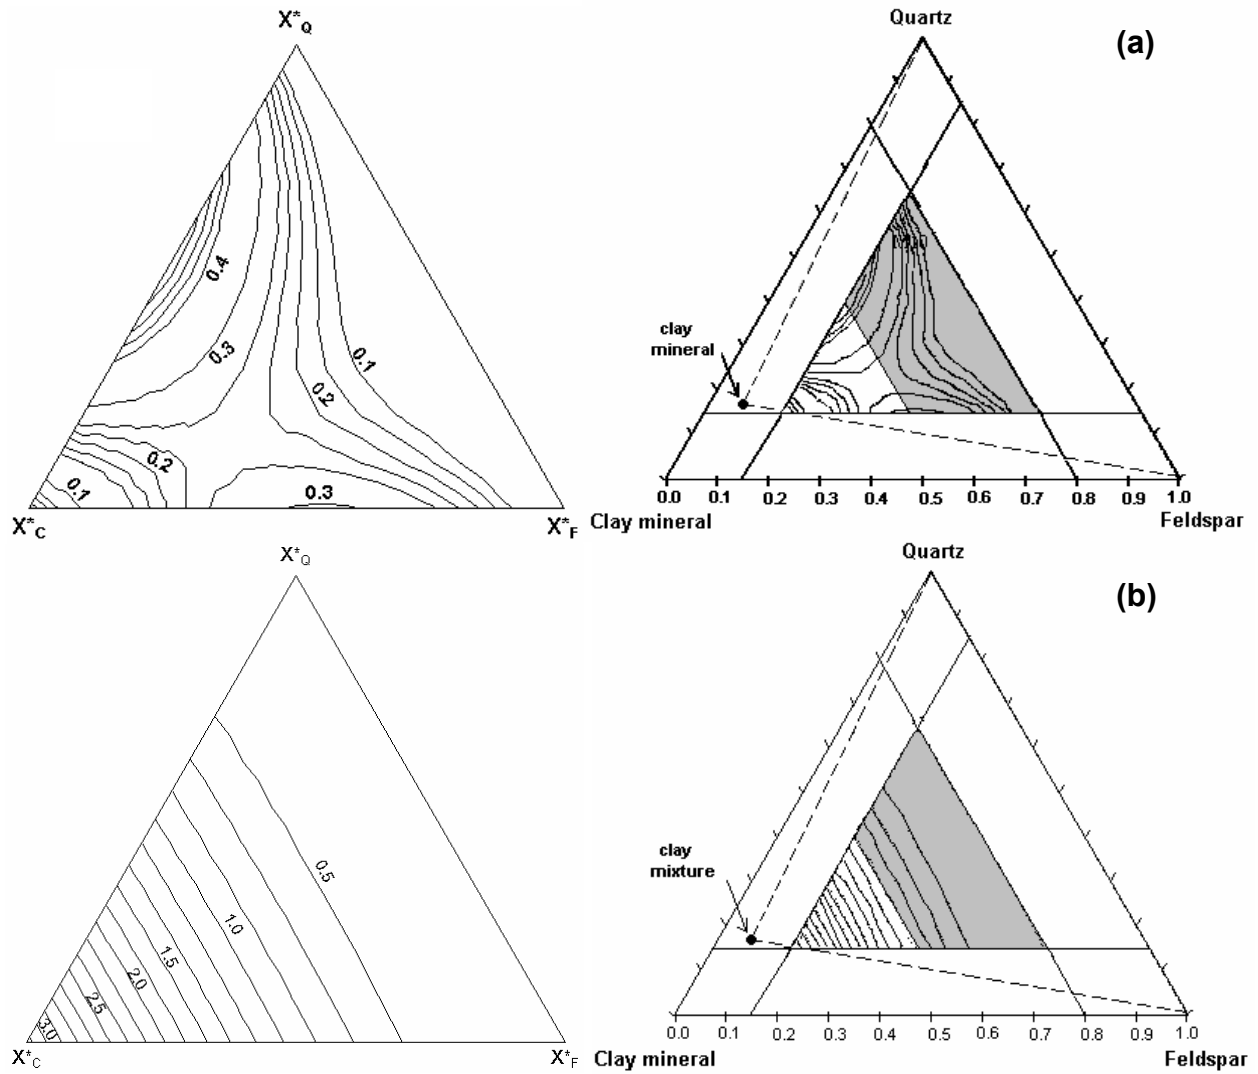 X*Q
0.4
0.3
0.1
0.2
0.2
0.1
0.3
X*C
X*F
Quartz
(a)
clay
mineral
0.0 0.1 0.2 0.3 0.4 0.5 0.6 0.7 0.8 0.9 1.0
Clay mineral
Feldspar
X*Q
0.5
1.0
1.5
2.0
2.5
3.0
X*C
X*F
Quartz
(b)
clay
mixture
0.0 0.1 0.2 0.3 0.4 0.5 0.6 0.7 0.8 0.9 1.0
Clay mineral
Feldspar